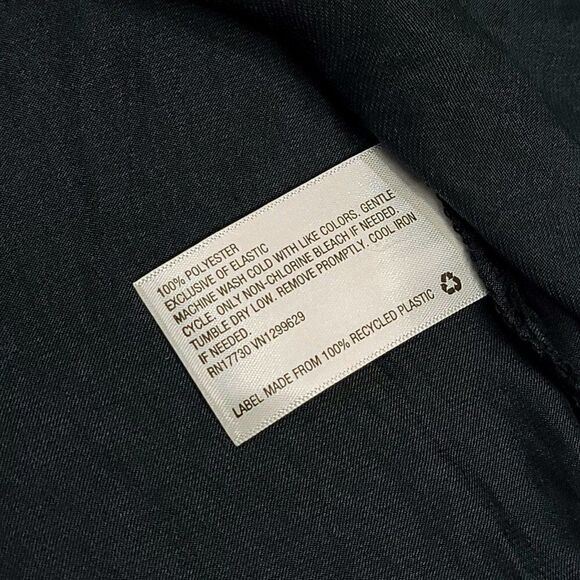 100% POLYESTER
EXCLUSIVE OF ELASTIC
MACHINE WASH COLD WITH LIKE COLORS. GENTLE
CYCLE. ONLY NON-CHLORINE BLEACH IF NEEDED.
TUMBLE DRY LOW. REMOVE PROMPTLY. COOL IRON
IF NEEDED.
RN17730 VN1299629
LABEL MADE FROM 100% RECYCLED PLASTIC